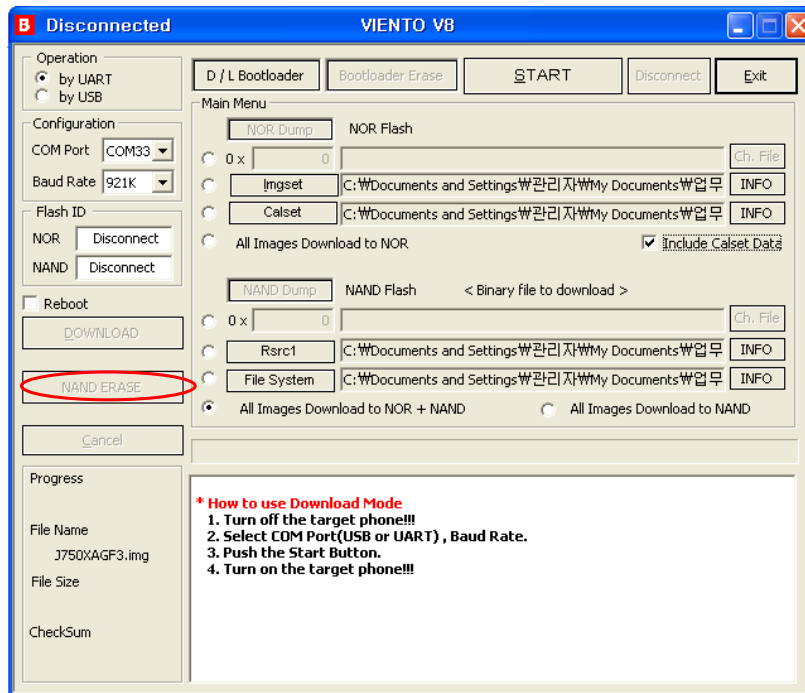 B Disconnected VIENTO V8
Operation
by UART
by USB
D / L Bootloader Bootloader Erase START Disconnect Exit
Configuration
COM Port COM33
Baud Rate 921K
Flash ID
NOR Disconnect
NAND Disconnect
Reboot
DOWNLOAD
NAND ERASE
Cancel
Main Menu
NOR Dump NOR Flash
0 x 0 Ch. File
Imgset C:₩Documents and Settings₩관리자₩My Documents₩업무 INFO
Calset C:₩Documents and Settings₩관리자₩My Documents₩업무 INFO
All Images Download to NOR Include Calset Data
NAND Dump NAND Flash < Binary file to download >
0 x 0 Ch. File
Rsrc1 C:₩Documents and Settings₩관리자₩My Documents₩업무 INFO
File System C:₩Documents and Settings₩관리자₩My Documents₩업무 INFO
All Images Download to NOR + NAND All Images Download to NAND
Progress
File Name
J750XAGF3.img
File Size
CheckSum
* How to use Download Mode
1. Turn off the target phone!!!
2. Select COM Port(USB or UART) , Baud Rate.
3. Push the Start Button.
4. Turn on the target phone!!!